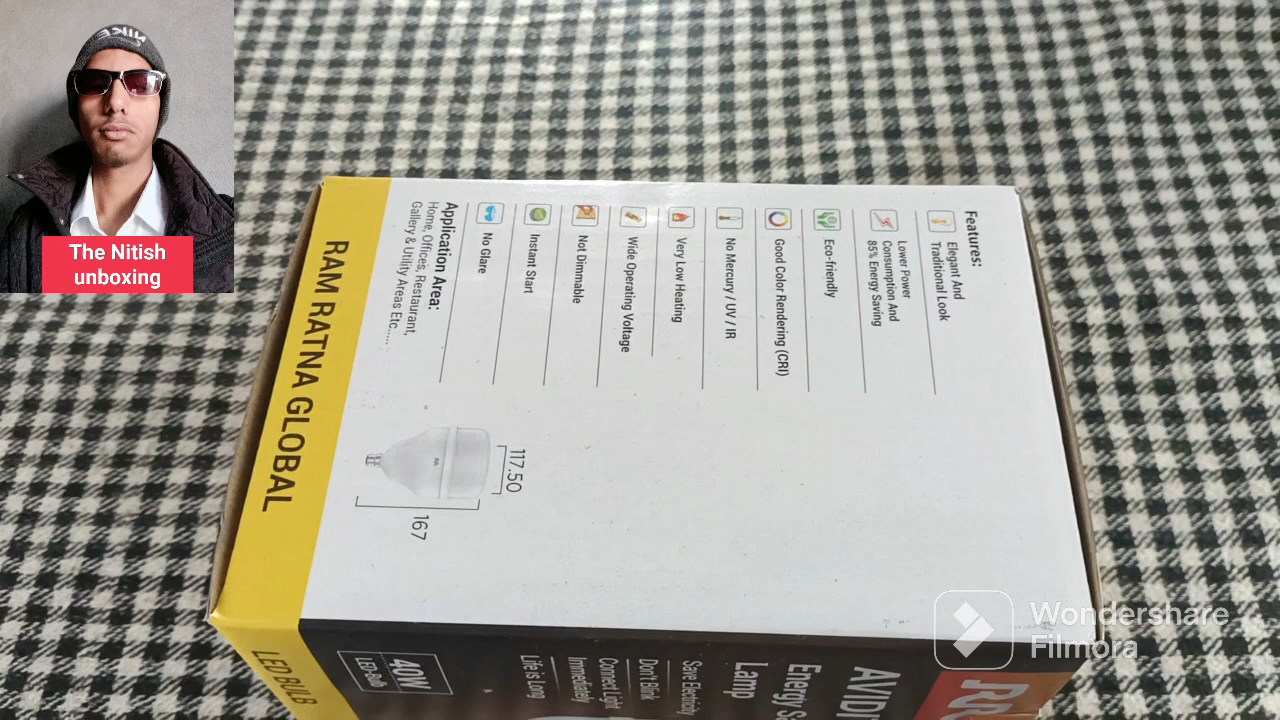 NIKE
The Nitish
unboxing
Features:
Elegant And
Traditional Look
Lower Power
Consumption And
85% Energy Saving
Eco-friendly
Good Color Rendering (CRI)
No Mercury / UV / IR
Very Low Heating
Wide Operating Voltage
Not Dimmable
Instant Start
No Glare
Application Area:
Home, Offices, Restaurant,
Gallery & Utility Areas Etc.....
117.50
167
RAM RATNA GLOBAL
Energy
Lamp
Save Electricity
Don't Blink
Connect Light
Immediately
Life is Long
40W
LED Bulb
LED BULB
Wondershare
Filmora